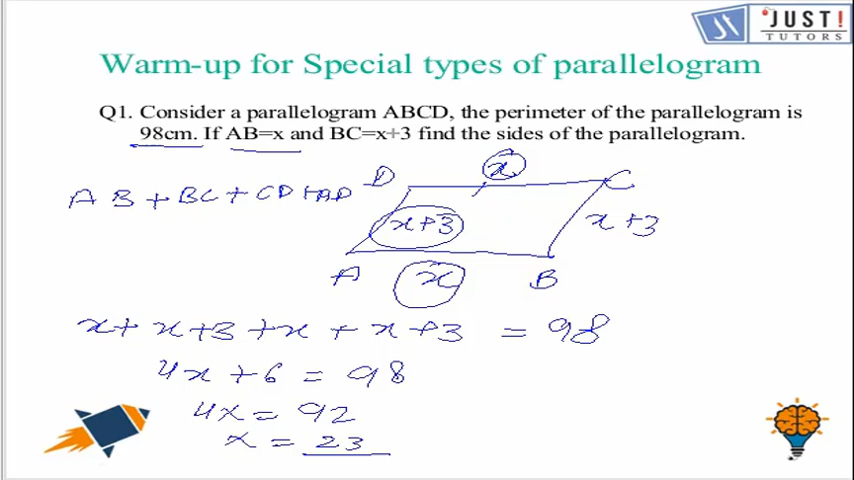 JUST!
TUTORS
Warm-up for Special types of parallelogram
Q1. Consider a parallelogram ABCD, the perimeter of the parallelogram is
98cm. If AB=x and BC=x+3 find the sides of the parallelogram.
AB + BC + CD + AD
D x C
x+3 x+3
A x B
x + x+3 + x + x+3 = 98
4x + 6 = 98
4x = 92
x = 23